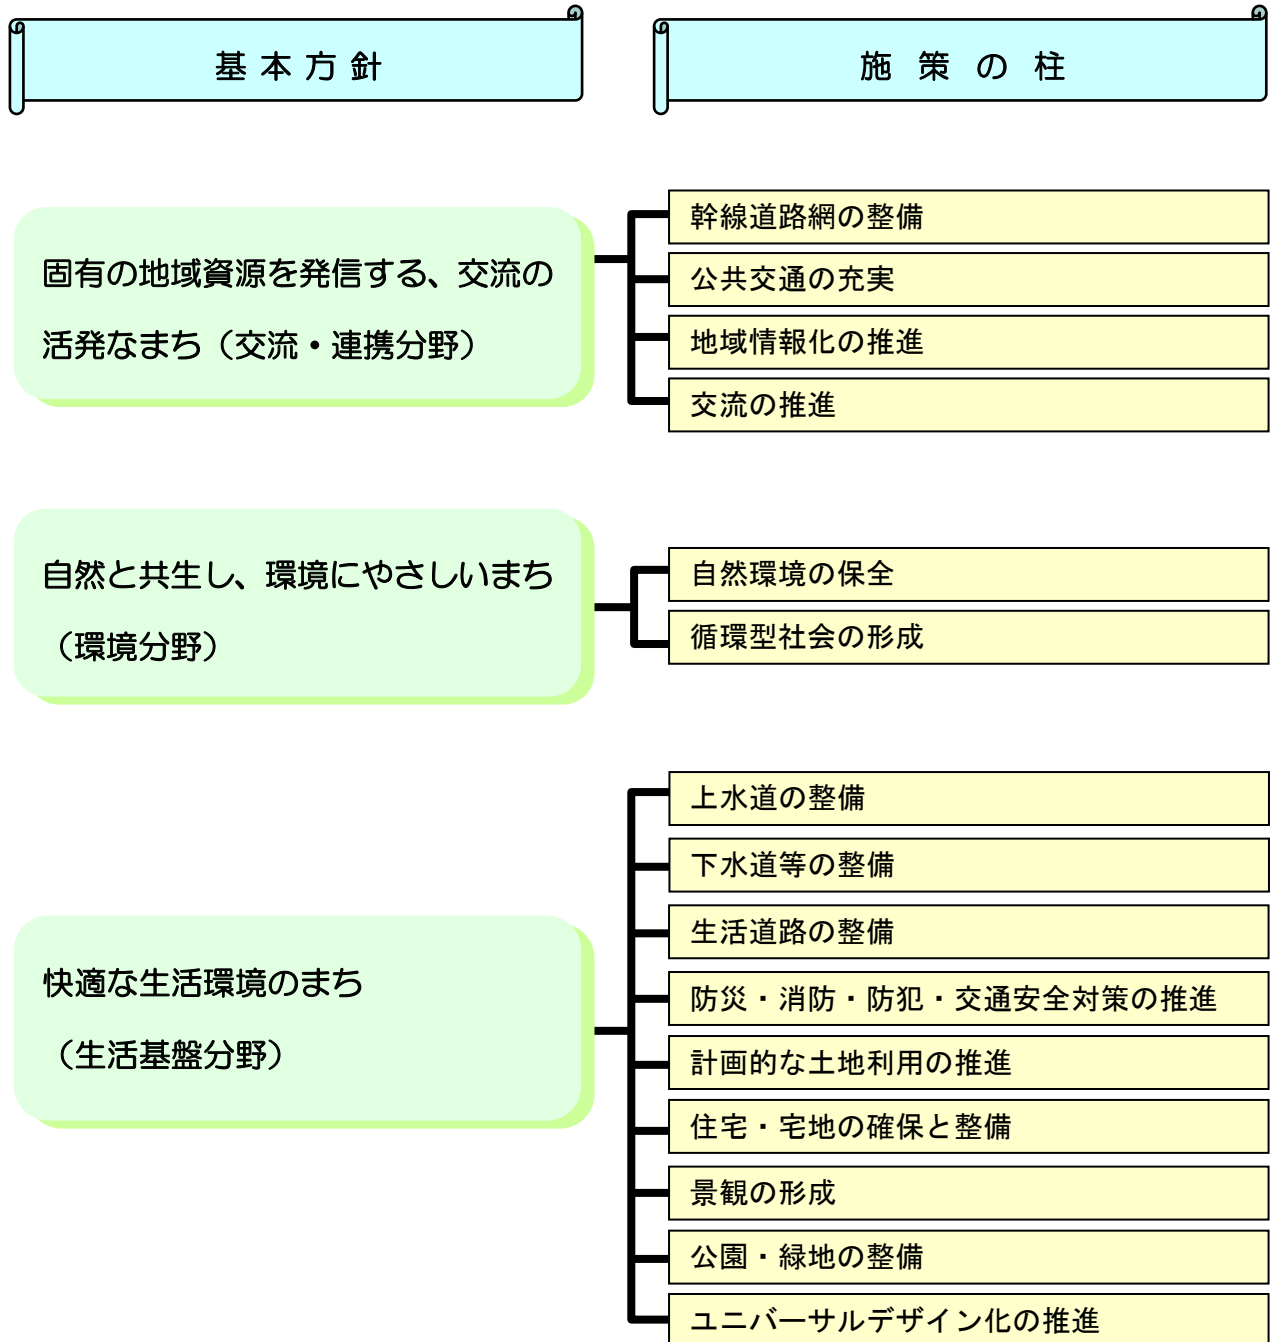 基本方針
施策の柱
固有の地域資源を発信する、交流の
活発なまち（交流・連携分野）
幹線道路網の整備
公共交通の充実
地域情報化の推進
交流の推進
自然と共生し、環境にやさしいまち
（環境分野）
自然環境の保全
循環型社会の形成
快適な生活環境のまち
（生活基盤分野）
上水道の整備
下水道等の整備
生活道路の整備
防災・消防・防犯・交通安全対策の推進
計画的な土地利用の推進
住宅・宅地の確保と整備
景観の形成
公園・緑地の整備
ユニバーサルデザイン化の推進